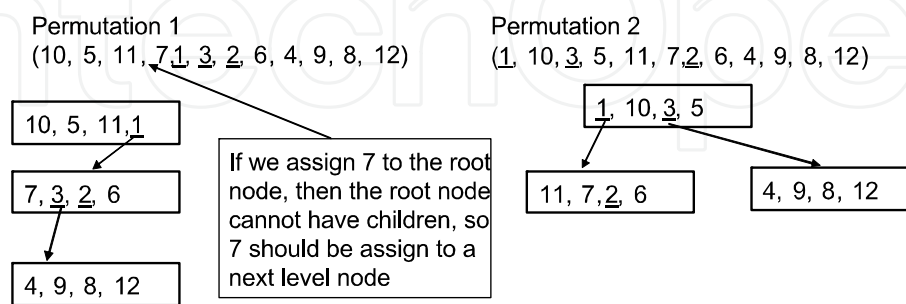 Permutation 1
(10, 5, 11, 7,1, 3, 2, 6, 4, 9, 8, 12)
10, 5, 11,1
7, 3, 2, 6
4, 9, 8, 12
If we assign 7 to the root
node, then the root node
cannot have children, so
7 should be assign to a
next level node
Permutation 2
(1, 10, 3, 5, 11, 7,2, 6, 4, 9, 8, 12)
1, 10, 3, 5
11, 7,2, 6
4, 9, 8, 12